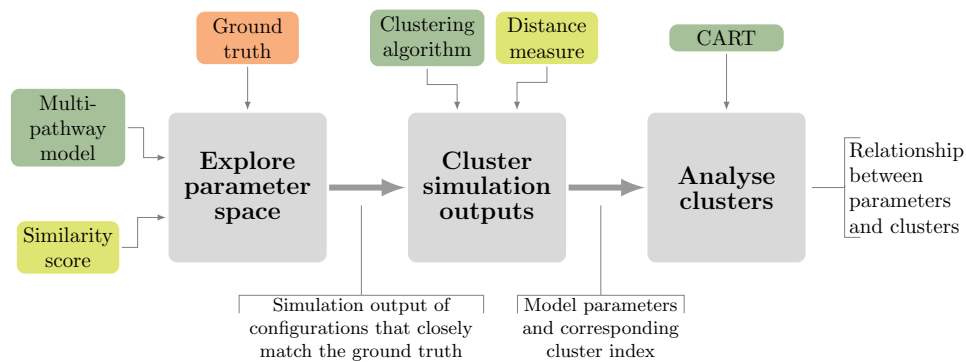 Ground
truth
Clustering
algorithm
Distance
measure
CART
Multi-
pathway
model
Similarity
score
Explore
parameter
space
Cluster
simulation
outputs
Analyse
clusters
Relationship
between
parameters
and clusters
Simulation output of
configurations that closely
match the ground truth
Model parameters
and corresponding
cluster index